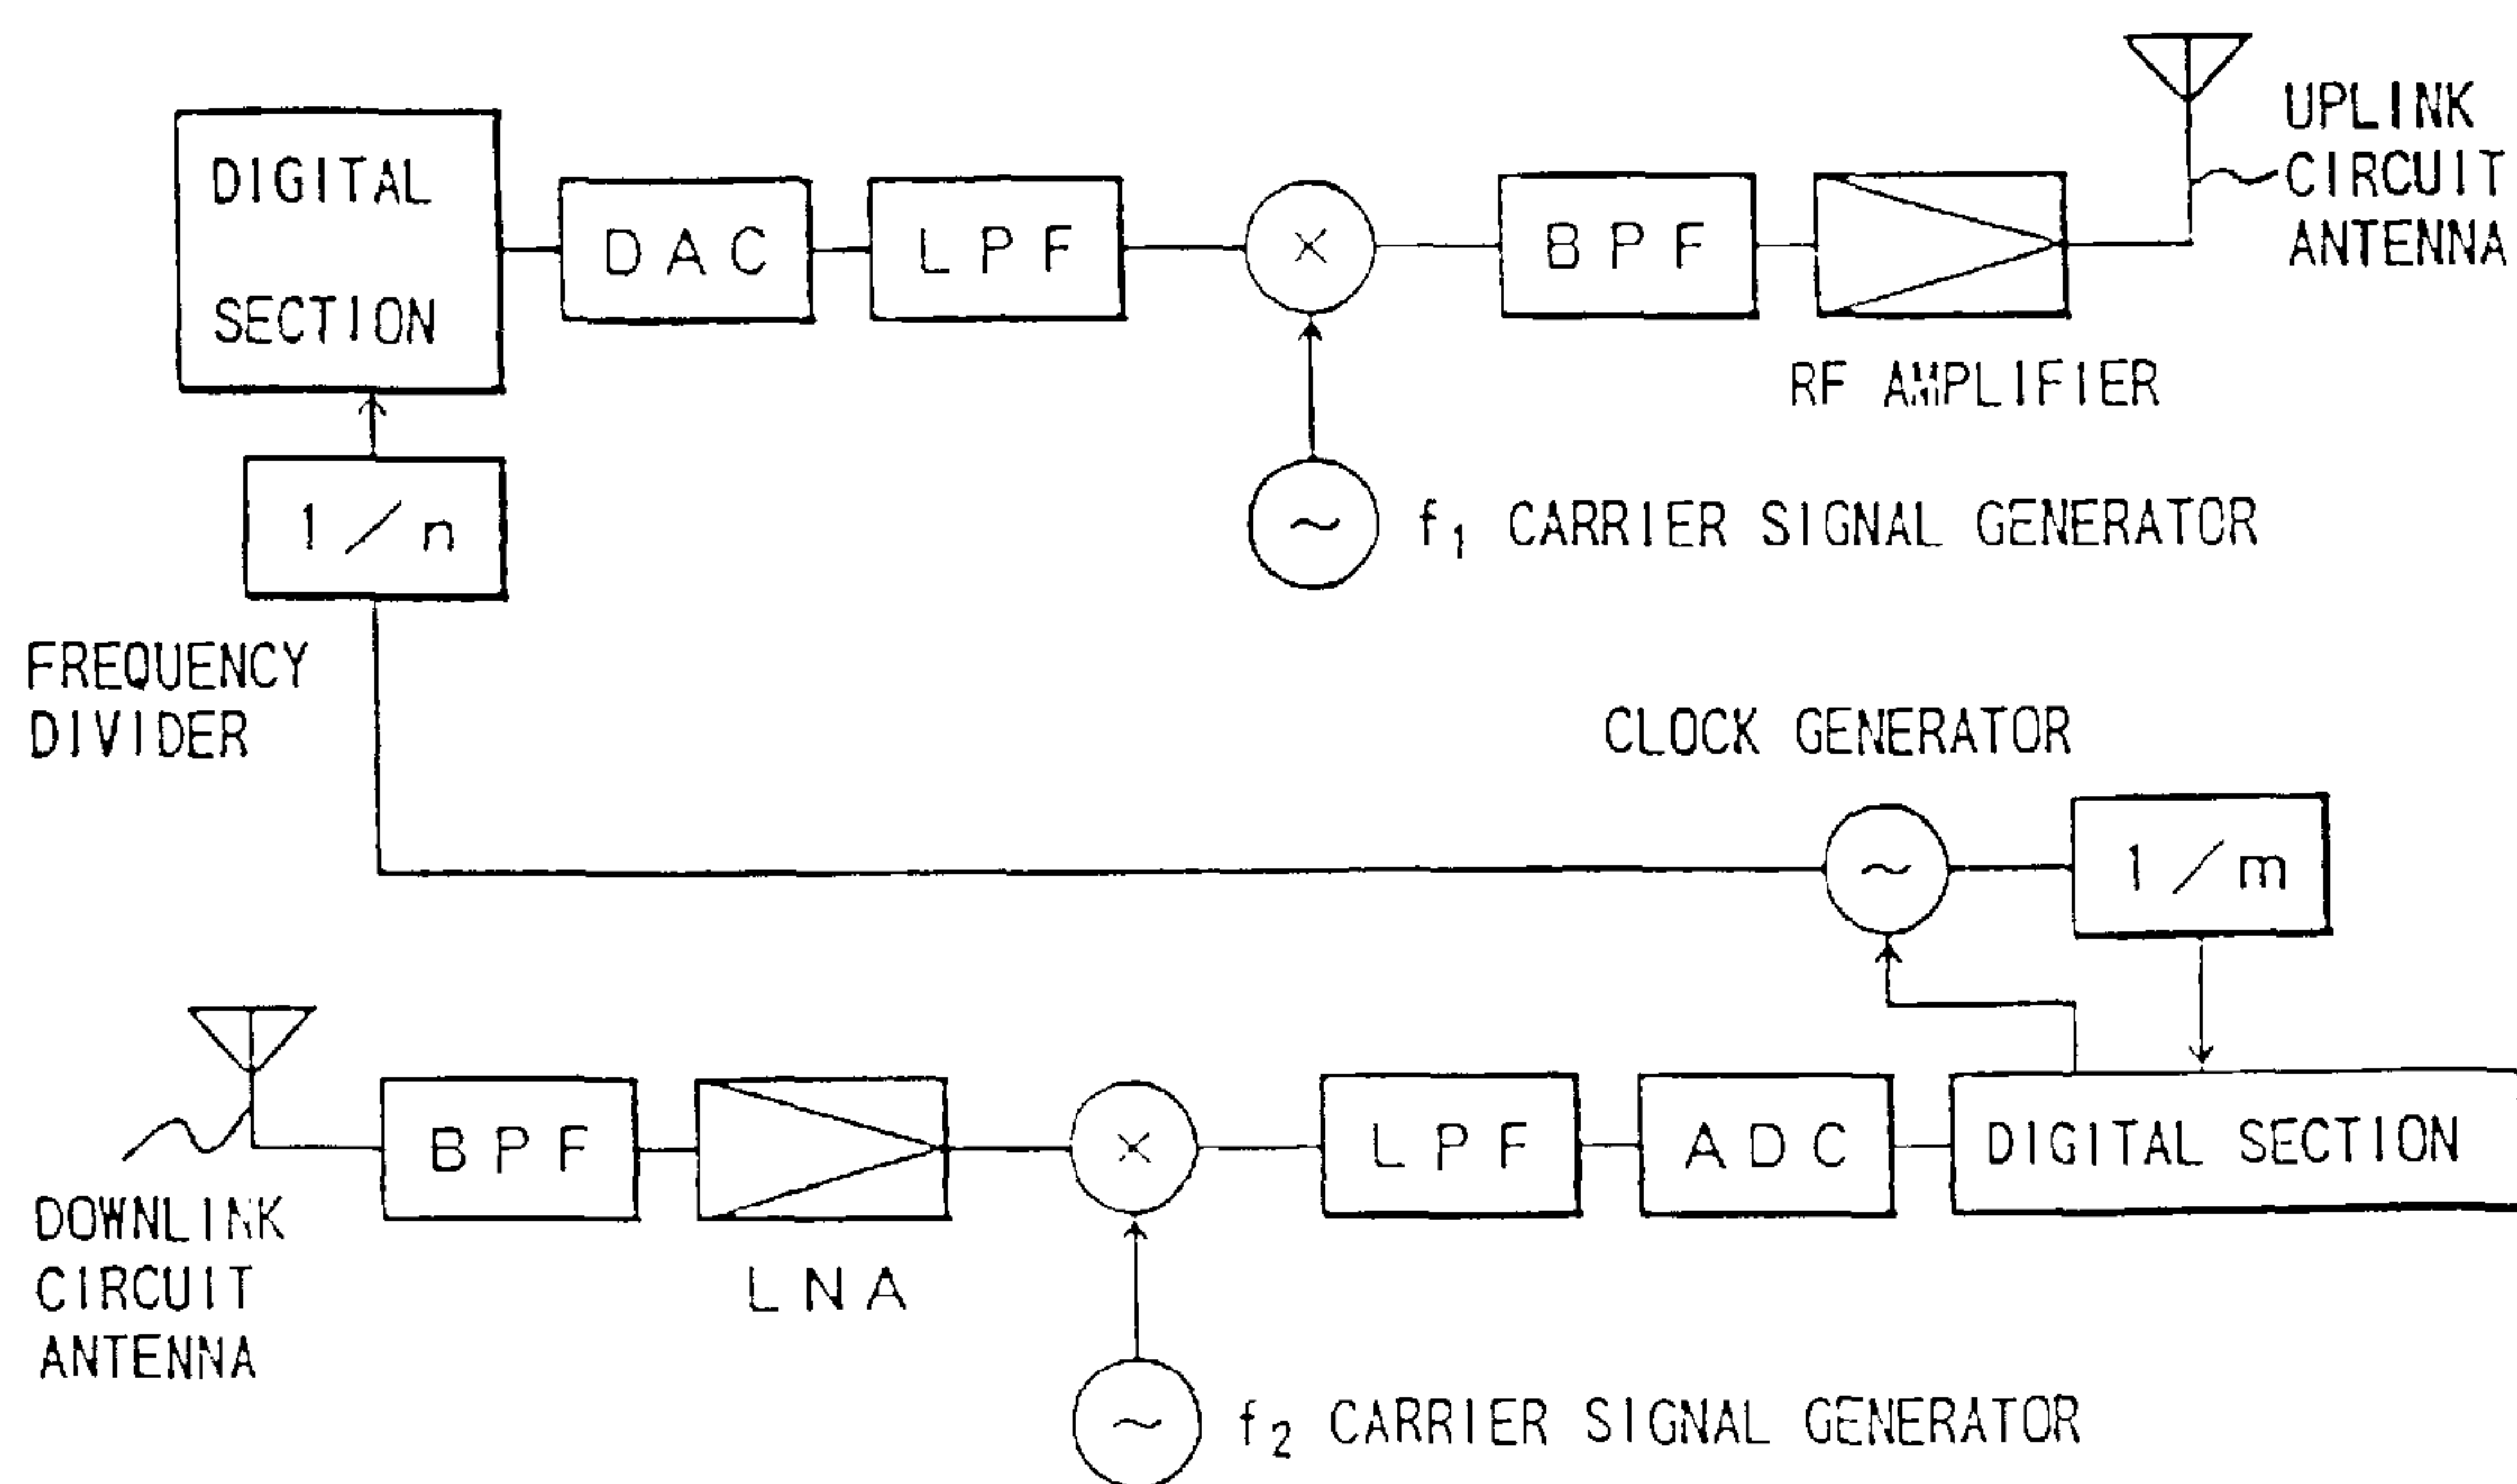 DIGITAL
SECTION
DAC
LPF
×
BPF
UPLINK
CIRCUIT
ANTENNA
RF AMPLIFIER
1/n
~
f₁ CARRIER SIGNAL GENERATOR
FREQUENCY
DIVIDER
CLOCK GENERATOR
~
1/m
BPF
LNA
×
LPF
ADC
DIGITAL SECTION
DOWNLINK
CIRCUIT
ANTENNA
~
f₂ CARRIER SIGNAL GENERATOR